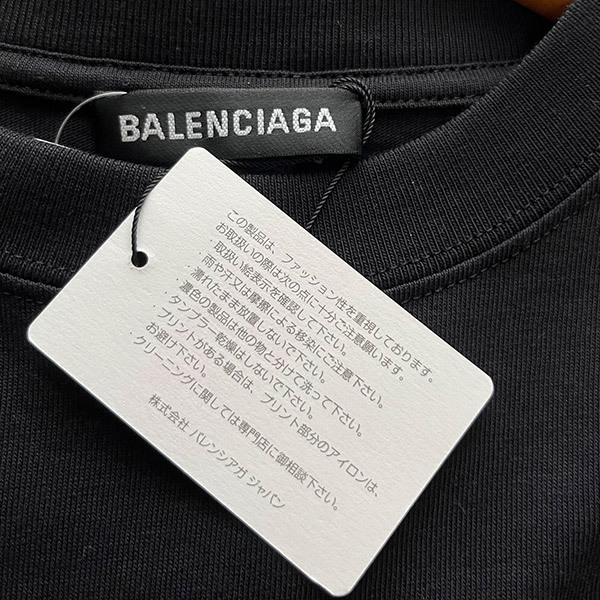 BALENCIAGA
この製品は、ファッション性を重視しております。
お取扱いの際は次の点に十分ご注意願います。
・取扱い絵表示を確認して下さい。
・雨や汗又は摩擦による移染にご注意下さい。
・濡れたまま放置しないで下さい。
・濃色の製品は他の物と分けて洗って下さい。
・タンブラー乾燥はしないで下さい。
・プリントがある場合は、プリント部分のアイロンは、
お避け下さい。
クリーニングに関しては専門店に御相談下さい。
株式会社 バレンシアガ ジャパン